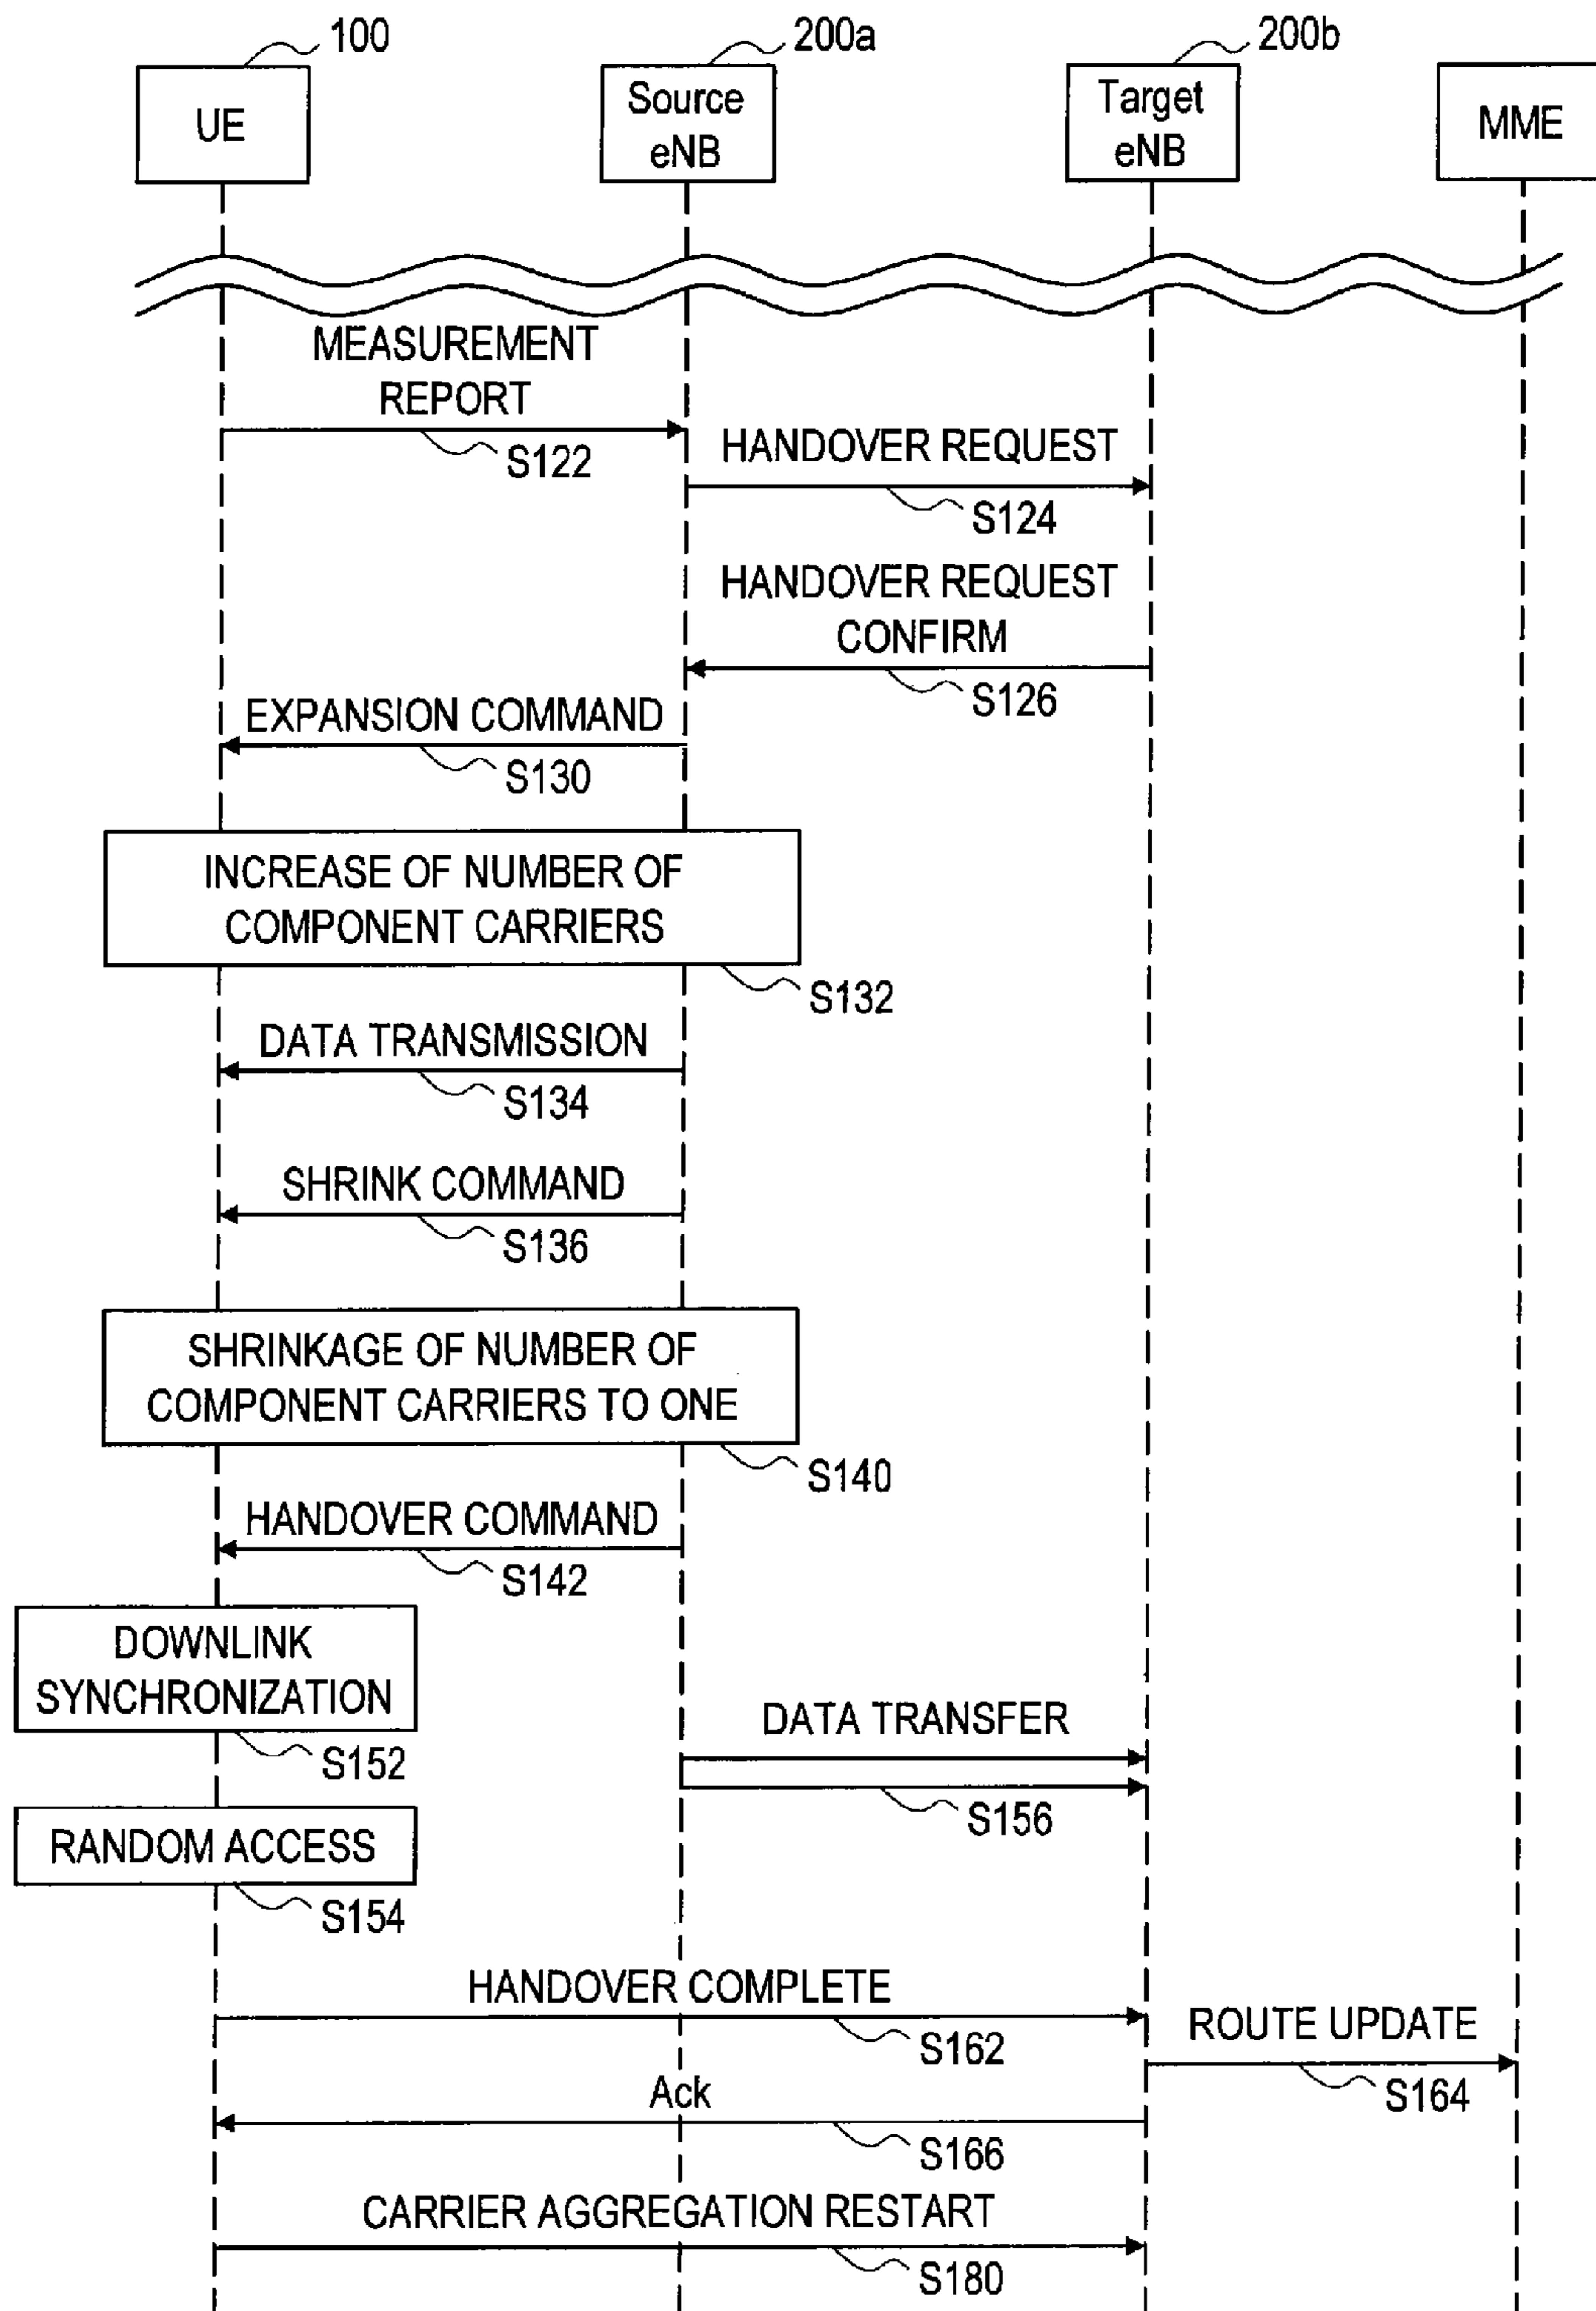 100
200a
200b
UE
Source
eNB
Target
eNB
MME
MEASUREMENT
REPORT
S122
HANDOVER REQUEST
S124
HANDOVER REQUEST
CONFIRM
S126
EXPANSION COMMAND
S130
INCREASE OF NUMBER OF
COMPONENT CARRIERS
S132
DATA TRANSMISSION
S134
SHRINK COMMAND
S136
SHRINKAGE OF NUMBER OF
COMPONENT CARRIERS TO ONE
S140
HANDOVER COMMAND
S142
DOWNLINK
SYNCHRONIZATION
S152
DATA TRANSFER
S156
RANDOM ACCESS
S154
HANDOVER COMPLETE
S162
ROUTE UPDATE
S164
Ack
S166
CARRIER AGGREGATION RESTART
S180